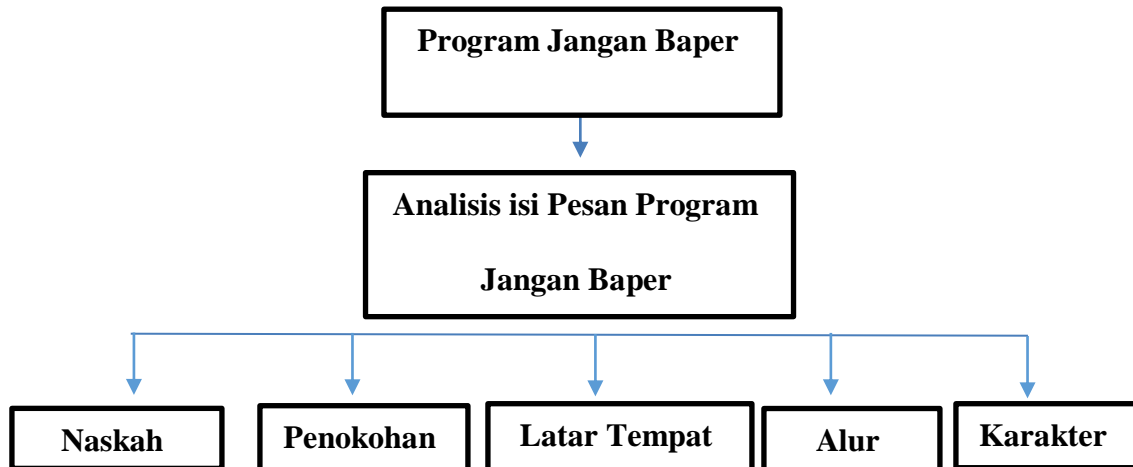 Program Jangan Baper
Analisis isi Pesan Program
Jangan Baper
Naskah
Penokohan
Latar Tempat
Alur
Karakter